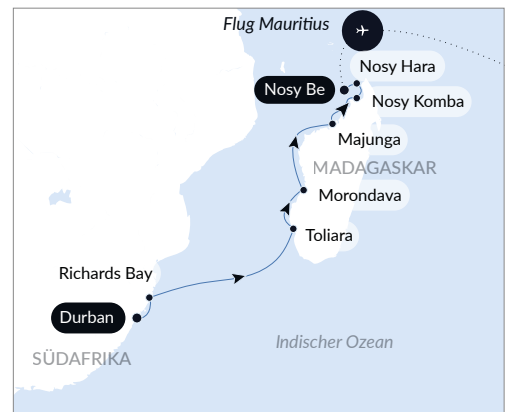 Flug Mauritius
Nosy Hara
Nosy Be
Nosy Komba
Majunga
MADAGASKAR
Morondava
Toliara
Richards Bay
Durban
Indischer Ozean
SÜDAFRIKA